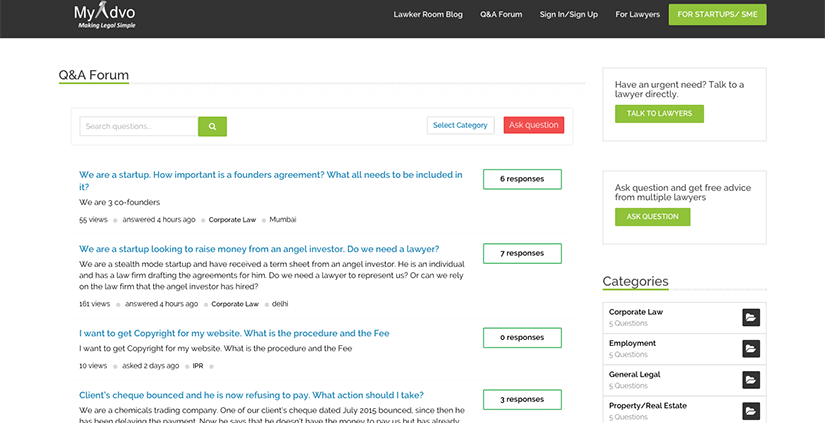 MyAdvo
Making Legal Simple
Lawker Room Blog
Q&A Forum
Sign In/Sign Up
For Lawyers
FOR STARTUPS/ SME
Q&A Forum
Search questions...
Select Category
Ask question
We are a startup. How important is a founders agreement? What all needs to be included in
it?
6 responses
We are 3 co-founders
55 views answered 4 hours ago Corporate Law Mumbai
We are a startup looking to raise money from an angel investor. Do we need a lawyer?
7 responses
We are a stealth mode startup and have received a term sheet from an angel investor. He is an individual
and has a law firm drafting the agreements for him. Do we need a lawyer to represent us? Or can we rely
on the law firm that the angel investor has hired?
161 views answered 4 hours ago Corporate Law delhi
I want to get Copyright for my website. What is the procedure and the Fee
0 responses
I want to get Copyright for my website. What is the procedure and the Fee
10 views asked 2 days ago IPR
Client's cheque bounced and he is now refusing to pay. What action should I take?
3 responses
We are a chemicals trading company. One of our client's cheque dated July 2015 bounced, since then he
has been delaying the payment. Now he says that he doesn't have the money to pay us but has already
Have an urgent need? Talk to a
lawyer directly.
TALK TO LAWYERS
Ask question and get free advice
from multiple lawyers
ASK QUESTION
Categories
Corporate Law
5 Questions
Employment
5 Questions
General Legal
5 Questions
Property/Real Estate
5 Questions